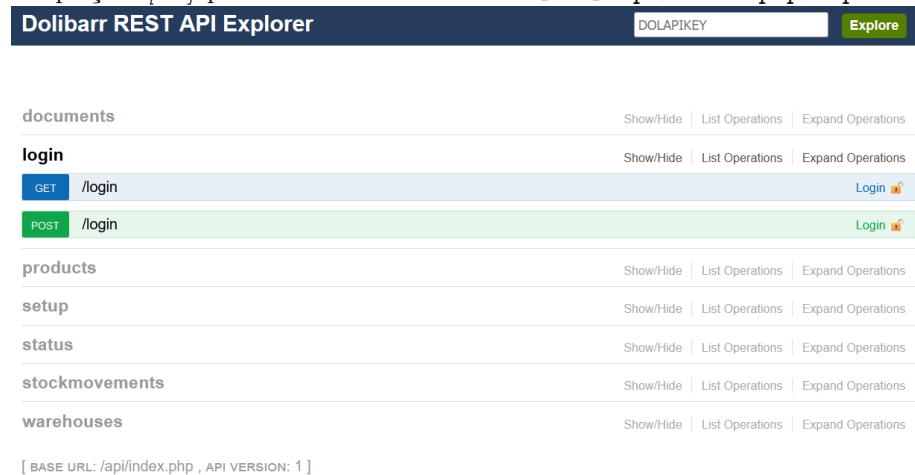 Dolibarr REST API Explorer DOLAPIKEY Explore
documents Show/Hide List Operations Expand Operations
login Show/Hide List Operations Expand Operations
GET /login Login
POST /login Login
products Show/Hide List Operations Expand Operations
setup Show/Hide List Operations Expand Operations
status Show/Hide List Operations Expand Operations
stockmovements Show/Hide List Operations Expand Operations
warehouses Show/Hide List Operations Expand Operations
[ BASE URL: /api/index.php , API VERSION: 1 ]